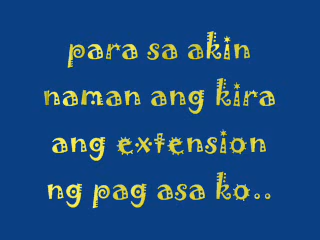 para sa akin
naman ang kira
ang extension
ng pag asa ko..